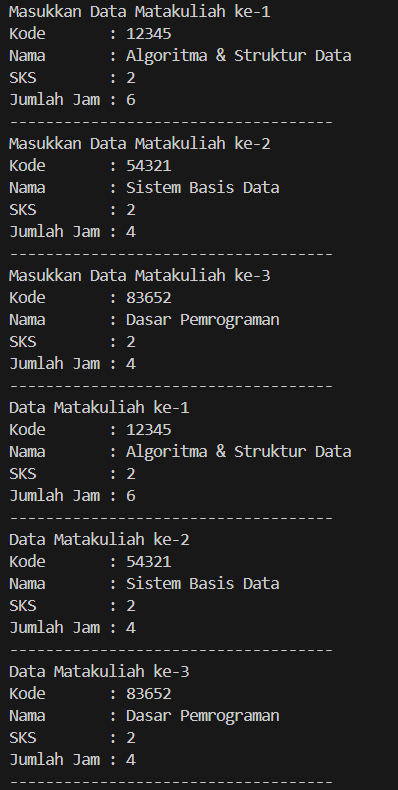 Masukkan Data Matakuliah ke-1
Kode       : 12345
Nama       : Algoritma & Struktur Data
SKS        : 2
Jumlah Jam : 6
------------------------------------
Masukkan Data Matakuliah ke-2
Kode       : 54321
Nama       : Sistem Basis Data
SKS        : 2
Jumlah Jam : 4
------------------------------------
Masukkan Data Matakuliah ke-3
Kode       : 83652
Nama       : Dasar Pemrograman
SKS        : 2
Jumlah Jam : 4
------------------------------------
Data Matakuliah ke-1
Kode       : 12345
Nama       : Algoritma & Struktur Data
SKS        : 2
Jumlah Jam : 6
------------------------------------
Data Matakuliah ke-2
Kode       : 54321
Nama       : Sistem Basis Data
SKS        : 2
Jumlah Jam : 4
------------------------------------
Data Matakuliah ke-3
Kode       : 83652
Nama       : Dasar Pemrograman
SKS        : 2
Jumlah Jam : 4
------------------------------------